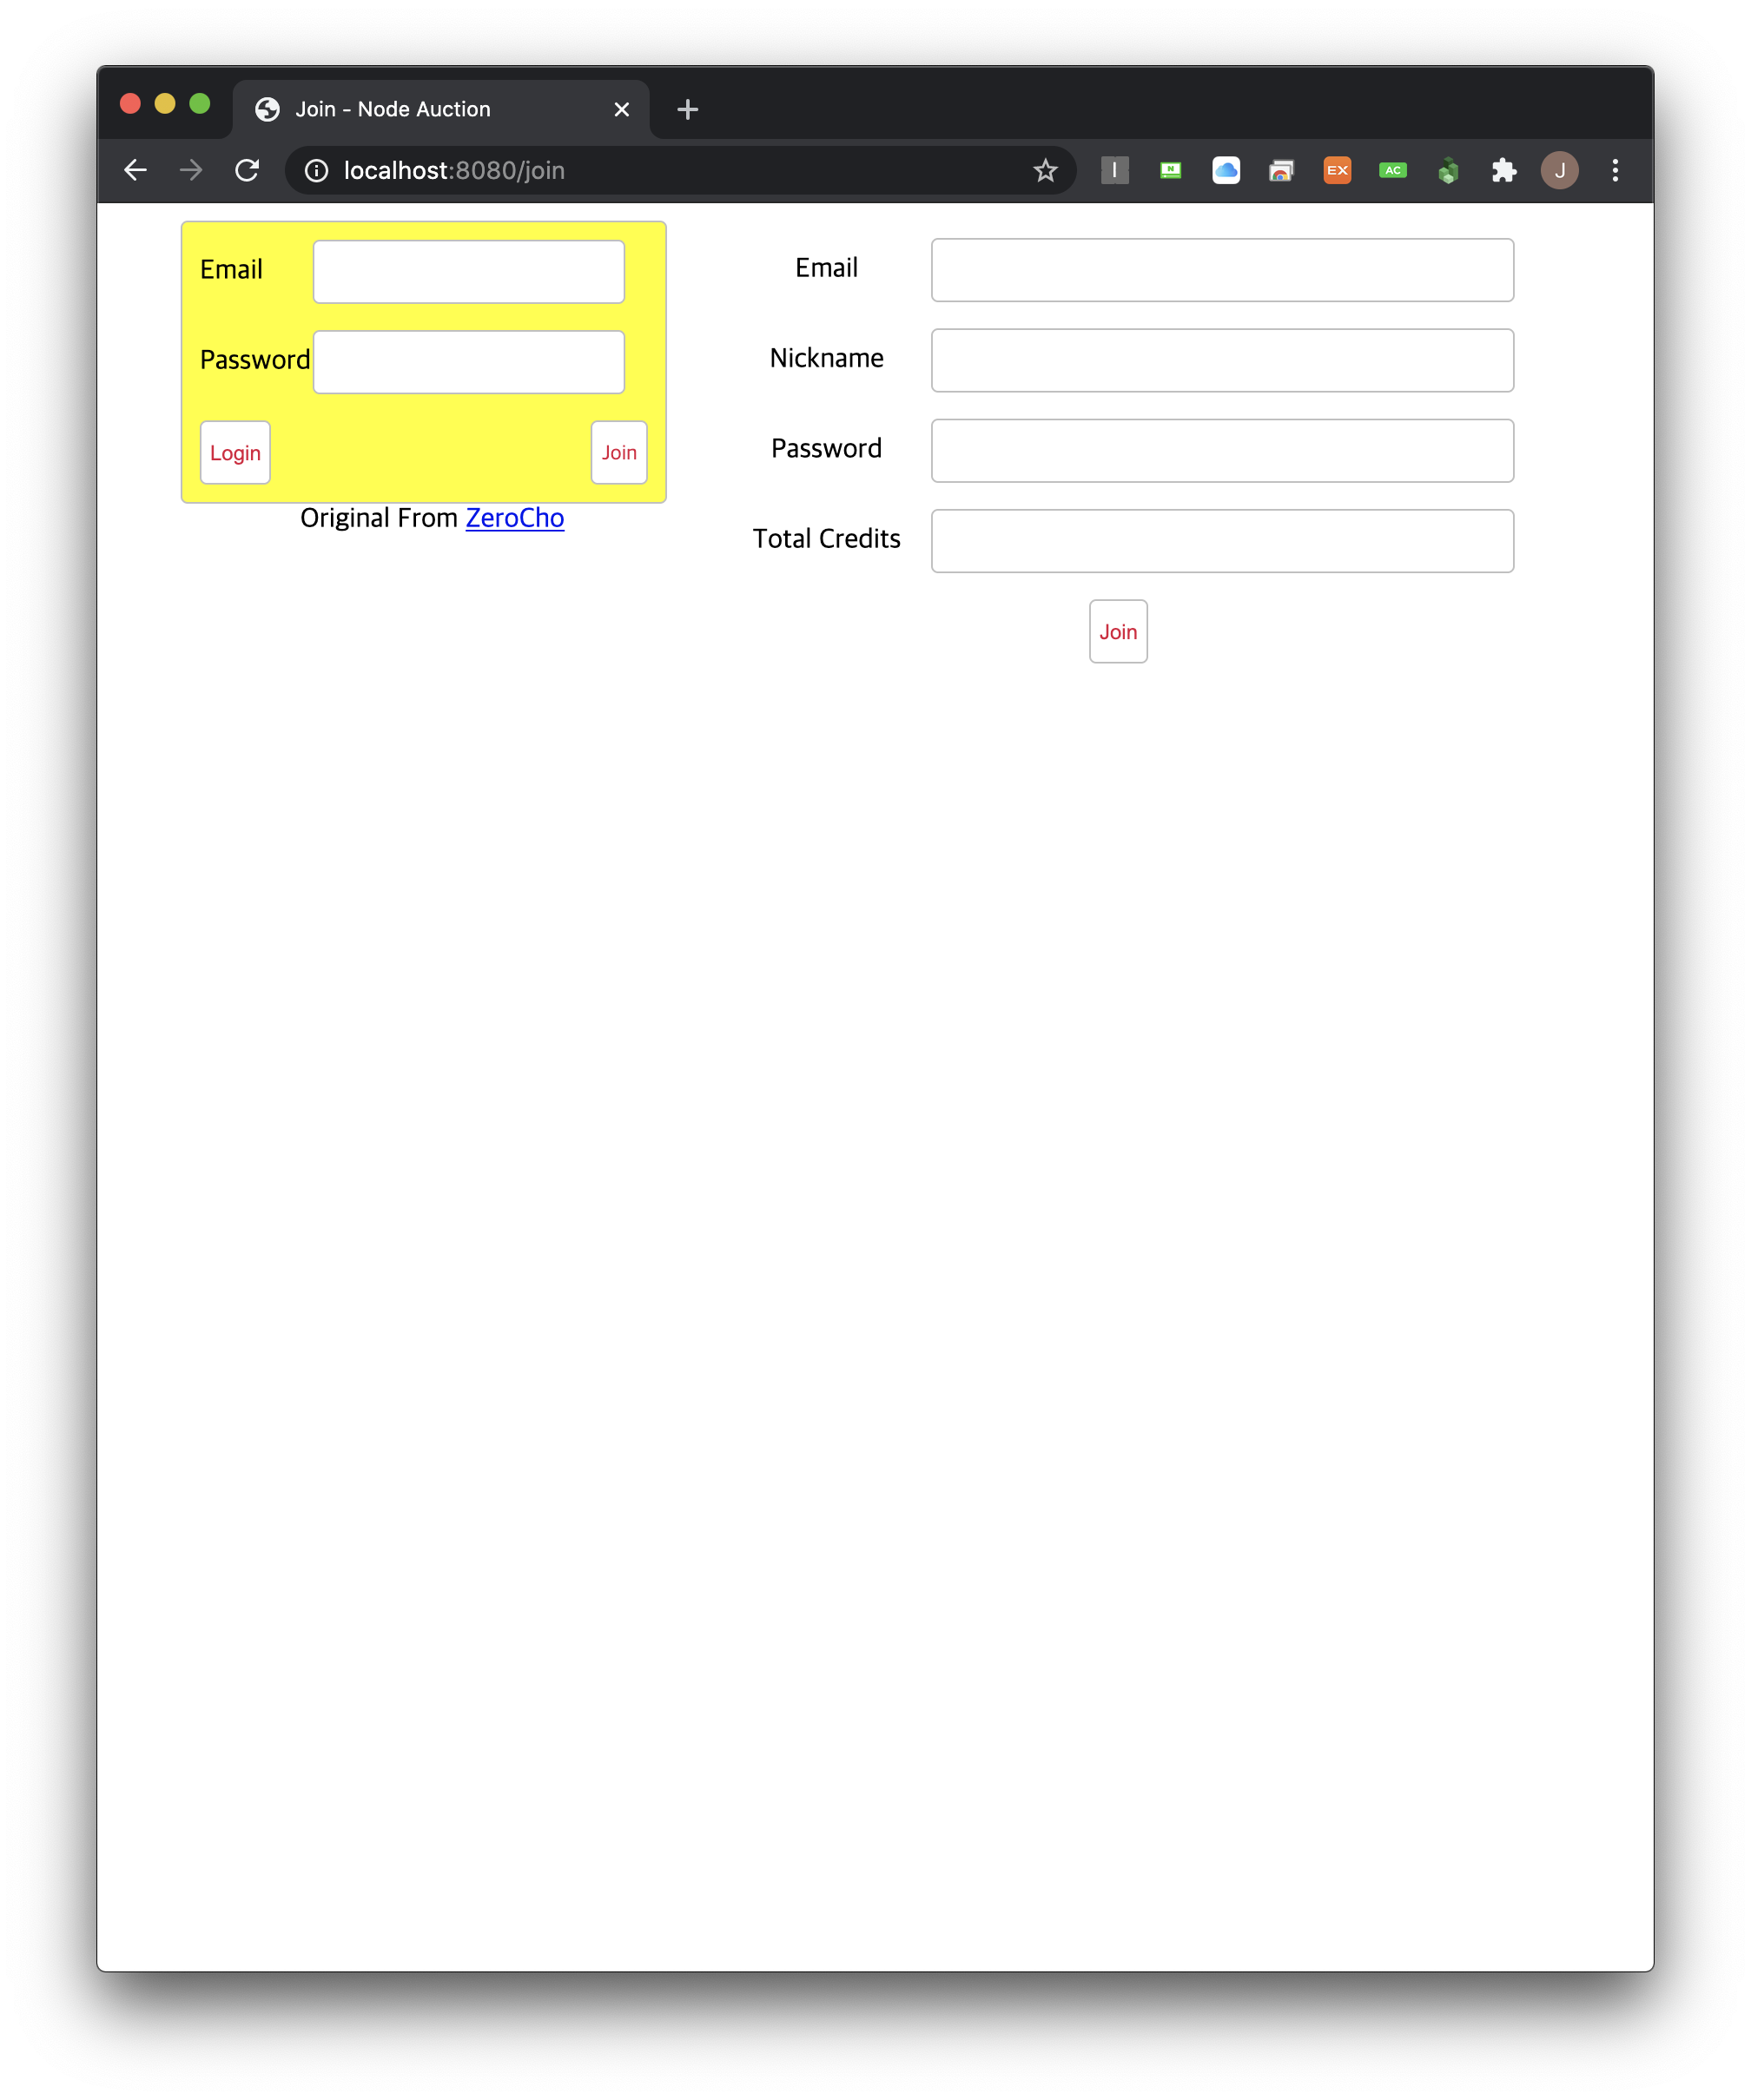 Join - Node Auction
localhost:8080/join
N
EX
AC
J
Email
Password
Login
Join
Original From ZeroCho
Email
Nickname
Password
Total Credits
Join